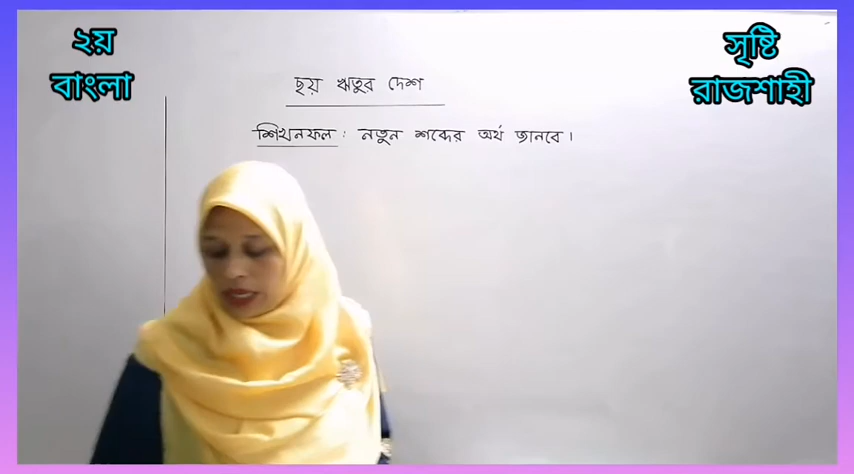 ২য়
বাংলা
সৃষ্টি
রাজশাহী
ছয় ঋতুর দেশ
শিখনফল : নতুন শব্দের অর্থ জানবে।